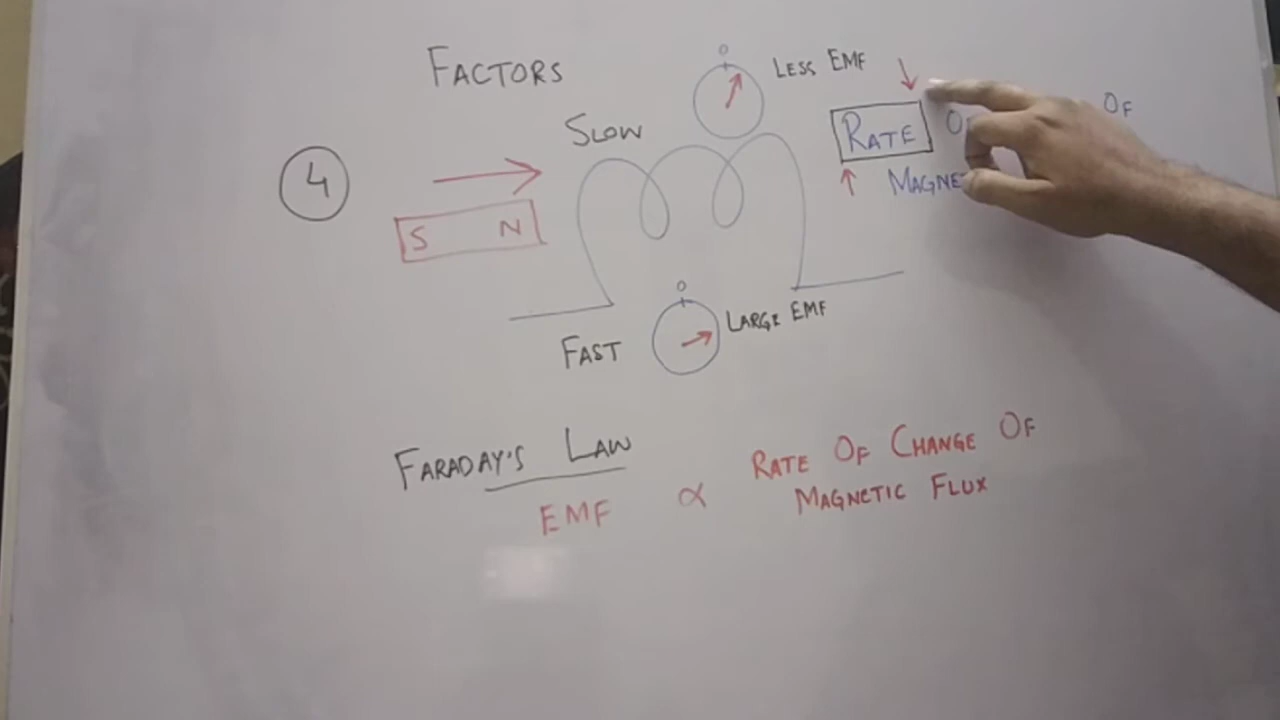 FACTORS
4
SLOW
O
LESS EMF
RATE OF
MAGNE
S N
O
LARGE EMF
FAST
FARADAY'S LAW
EMF ∝ RATE OF CHANGE OF
MAGNETIC FLUX